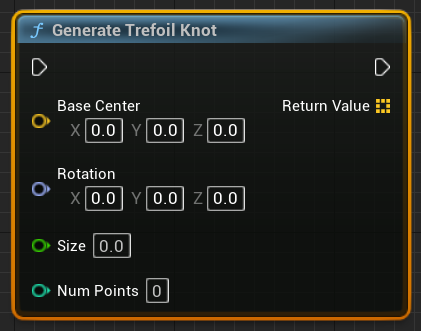 f Generate Trefoil Knot
Base Center
Return Value
X 0.0 Y 0.0 Z 0.0
Rotation
X 0.0 Y 0.0 Z 0.0
Size 0.0
Num Points 0